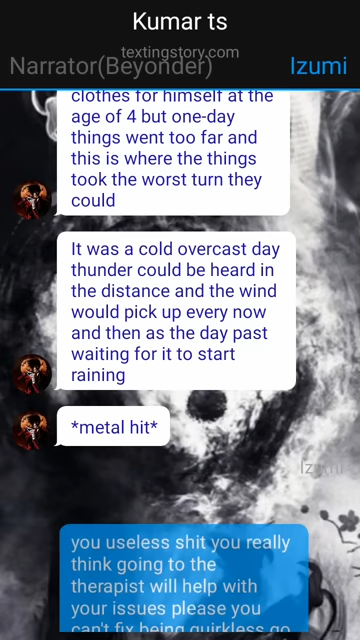 Kumar ts
textingstory.com
Narrator(Beyonder)
Izumi
clothes for himself at the
age of 4 but one-day
things went too far and
this is where the things
took the worst turn they
could
It was a cold overcast day
thunder could be heard in
the distance and the wind
would pick up every now
and then as the day past
waiting for it to start
raining
*metal hit*
Izumi
you useless shit you really
think going to the
therapist will help with
your issues please you
can't fix being quirkless go